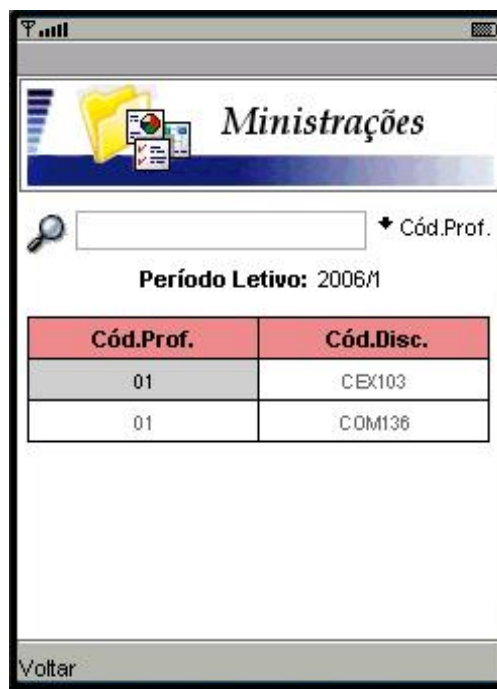 Ministrações
Cód.Prof.
Período Letivo: 2006/1
Cód.Prof. Cód.Disc.
01 CEX103
01 COM136
Voltar